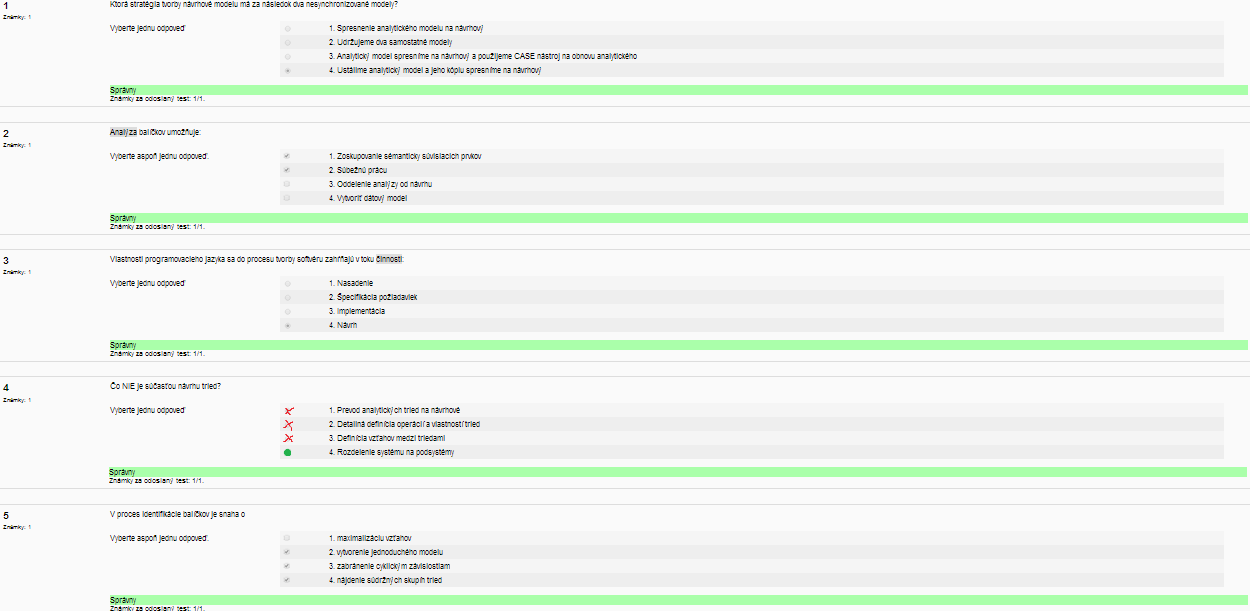 1
Známky: 1
Ktorá stratégia tvorby návrhové modelu má za následok dva nesynchronizované modely?
Vyberte jednu odpoveď
1. Spresnenie analytického modelu na návrhový
2. Udržujeme dva samostatné modely
3. Analytický model spresníme na návrhový a použijeme CASE nástroj na obnovu analytického
4. Ustálime analytický model a jeho kópiu spresníme na návrhový
Správny
Známky za odoslaný test: 1/1.
2
Známky: 1
Analýza balíčkov umožňuje:
Vyberte aspoň jednu odpoveď.
1. Zoskupovanie sémanticky súvisiacich prvkov
2. Súbežnú prácu
3. Oddelenie analýzy od návrhu
4. Vytvoriť dátový model
Správny
Známky za odoslaný test: 1/1.
3
Známky: 1
Vlastnosti programovacieho jazyka sa do procesu tvorby softvéru zahŕňajú v toku činnosti:
Vyberte jednu odpoveď
1. Nasadenie
2. Špecifikácia požiadaviek
3. Implementácia
4. Návrh
Správny
Známky za odoslaný test: 1/1.
4
Známky: 1
Čo NIE je súčasťou návrhu tried?
Vyberte jednu odpoveď
1. Prevod analytických tried na návrhové
2. Detailná definícia operácií a vlastností tried
3. Definícia vzťahov medzi triedami
4. Rozdelenie systému na podsystémy
Správny
Známky za odoslaný test: 1/1.
5
Známky: 1
V proces identifikácie balíčkov je snaha o
Vyberte aspoň jednu odpoveď.
1. maximalizáciu vzťahov
2. vytvorenie jednoduchého modelu
3. zabránenie cyklickým závislostiam
4. nájdenie súdržných skupín tried
Správny
Známky za odoslaný test: 1/1.